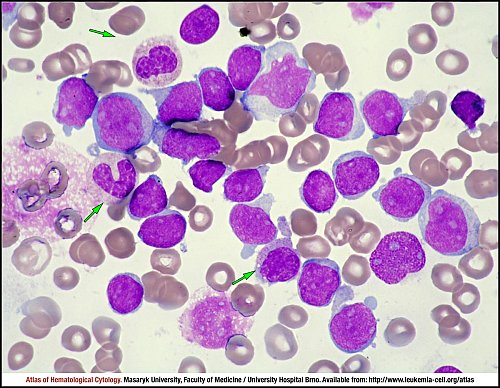 Atlas of Hematological Cytology. Masaryk University, Faculty of Medicine / University Hospital Brno. Available from: http://www.leukemia-cell.org/atlas